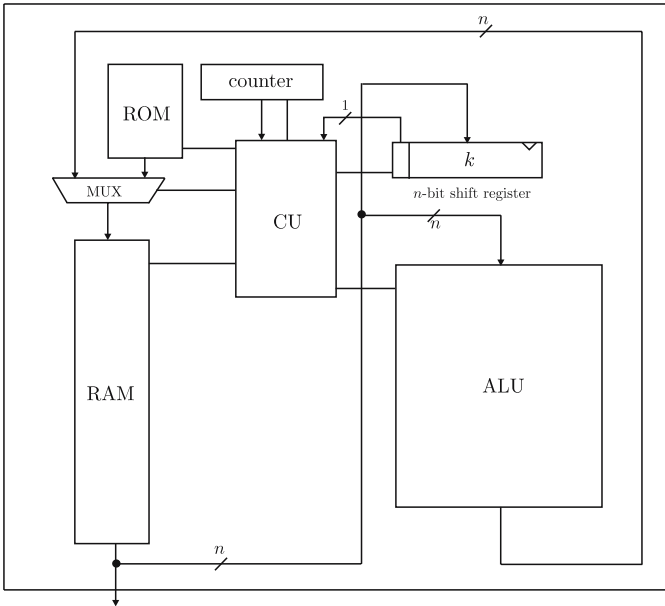 n
counter
ROM
1
k
MUX
n-bit shift register
CU
n
ALU
RAM
n